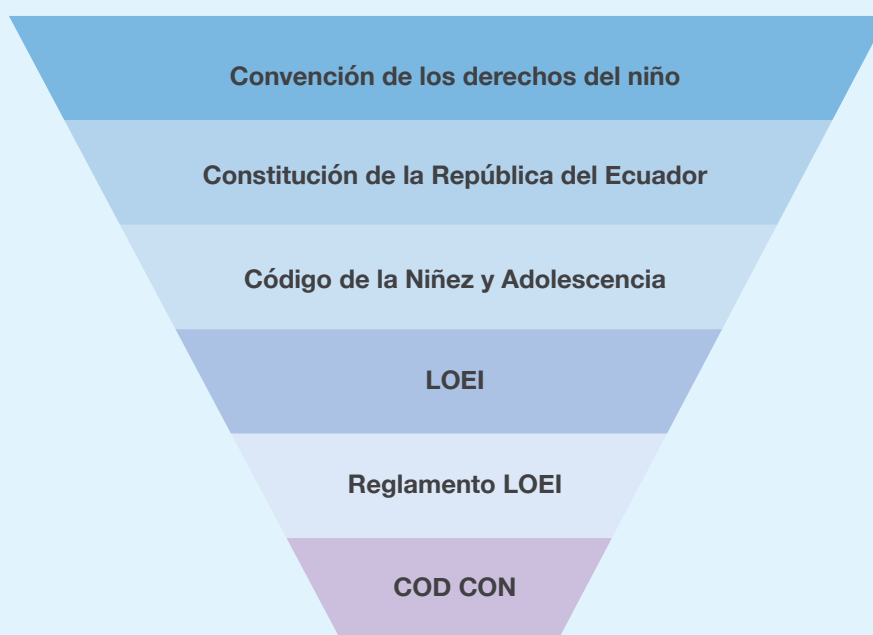 Convención de los derechos del niño
Constitución de la República del Ecuador
Código de la Niñez y Adolescencia
LOEI
Reglamento LOEI
COD CON